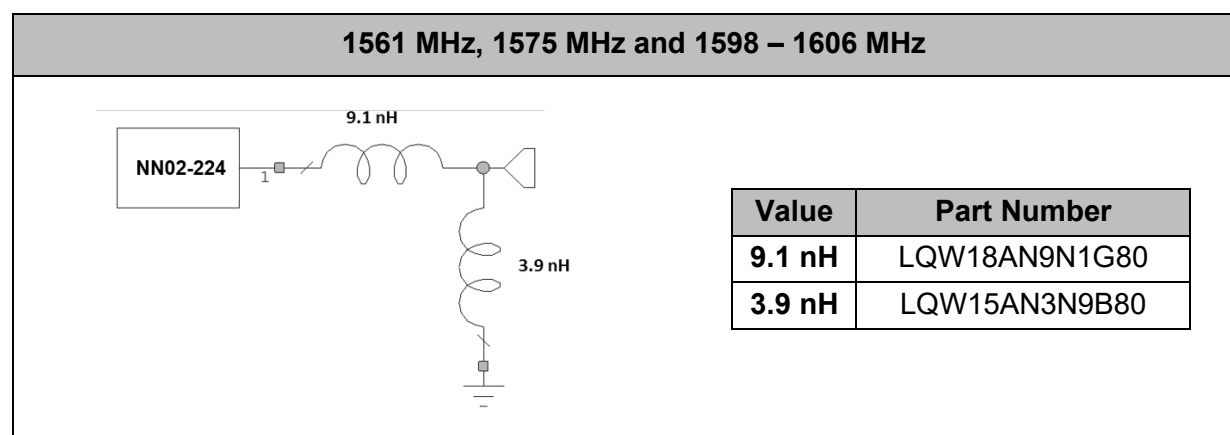 1561 MHz, 1575 MHz and 1598 – 1606 MHz
9.1 nH
NN02-224
1
3.9 nH
Value Part Number
9.1 nH LQW18AN9N1G80
3.9 nH LQW15AN3N9B80